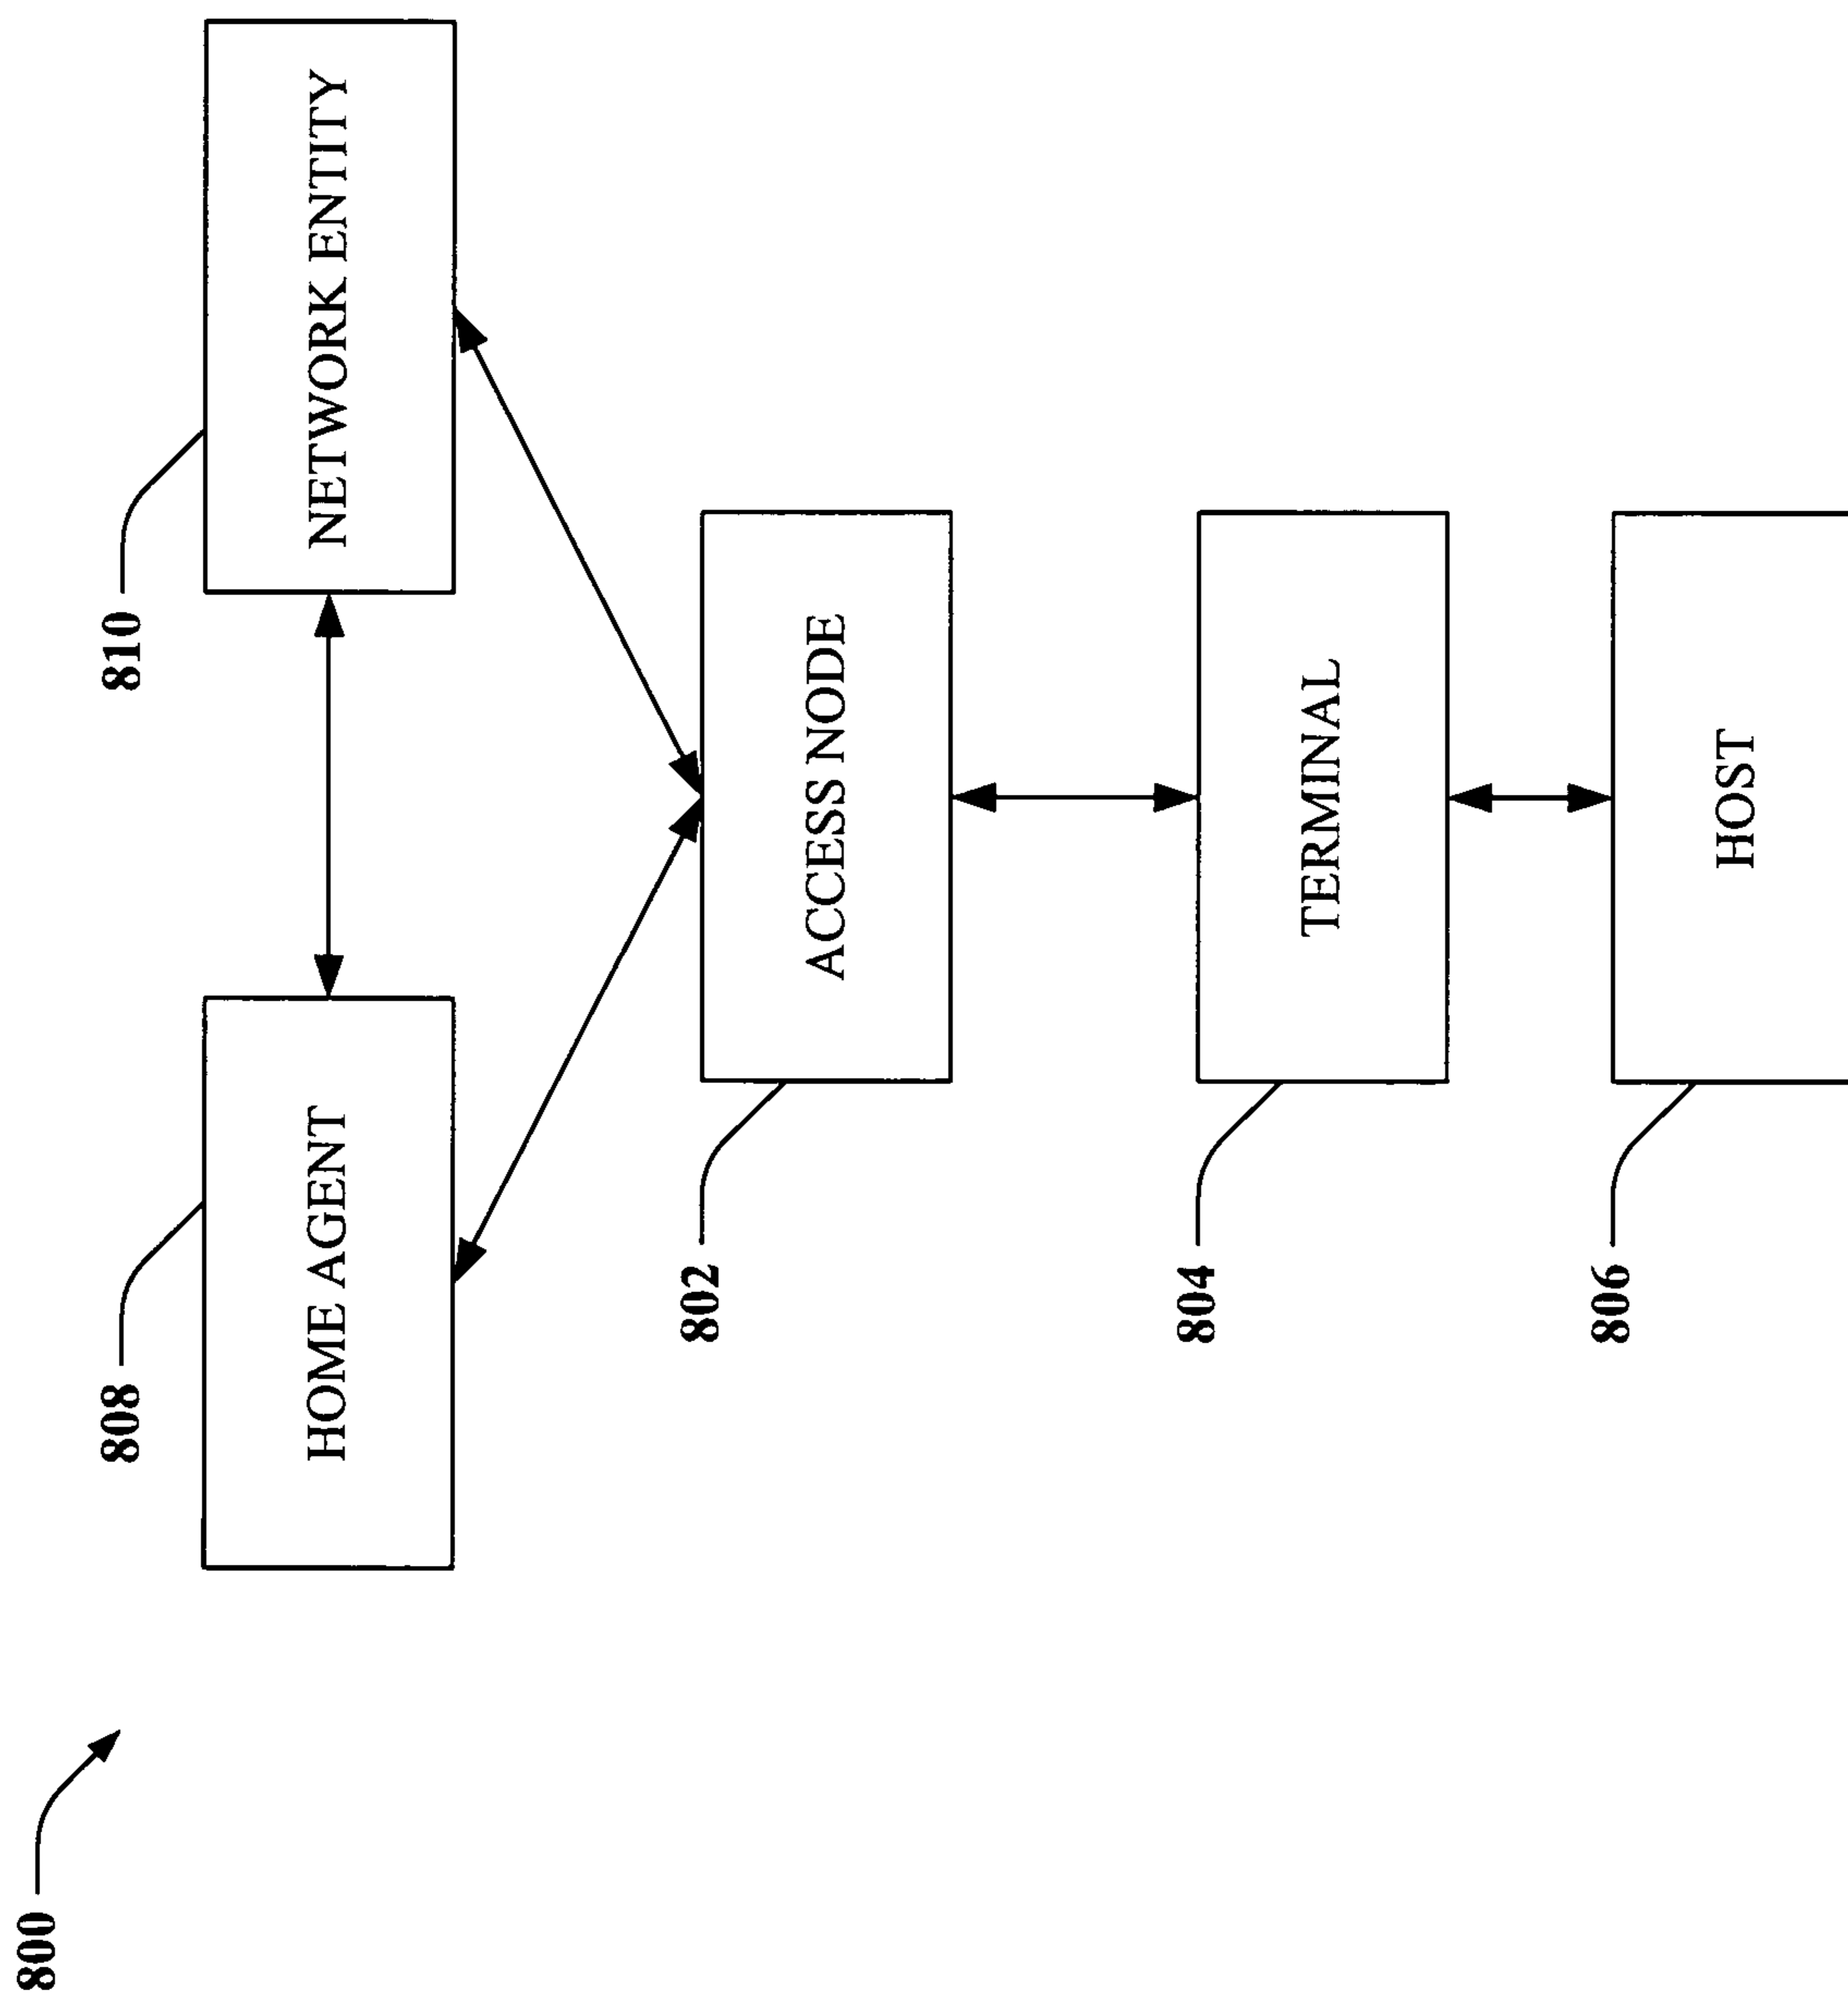 800
808
HOME AGENT
810
NETWORK ENTITY
802
ACCESS NODE
804
TERMINAL
806
HOST